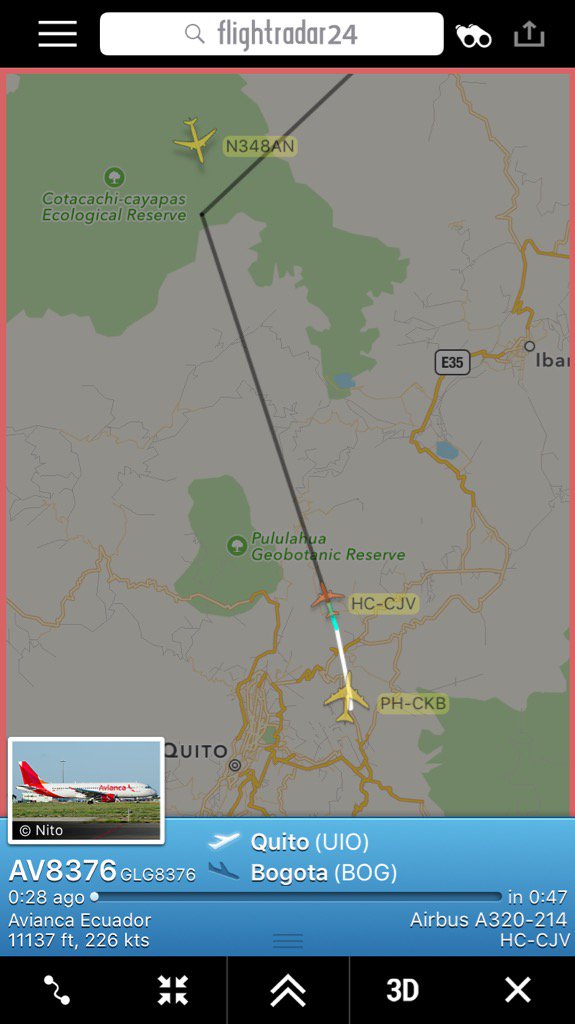 flightradar24
N348AN
Cotacachi-cayapas
Ecological Reserve
E35
Ibar
Pululahua
Geobotanic Reserve
HC-CJV
PH-CKB
QUITO
Avianca
© Nito
Quito (UIO)
AV8376 GLG8376
Bogota (BOG)
0:28 ago
in 0:47
Avianca Ecuador
Airbus A320-214
11137 ft, 226 kts
HC-CJV
3D